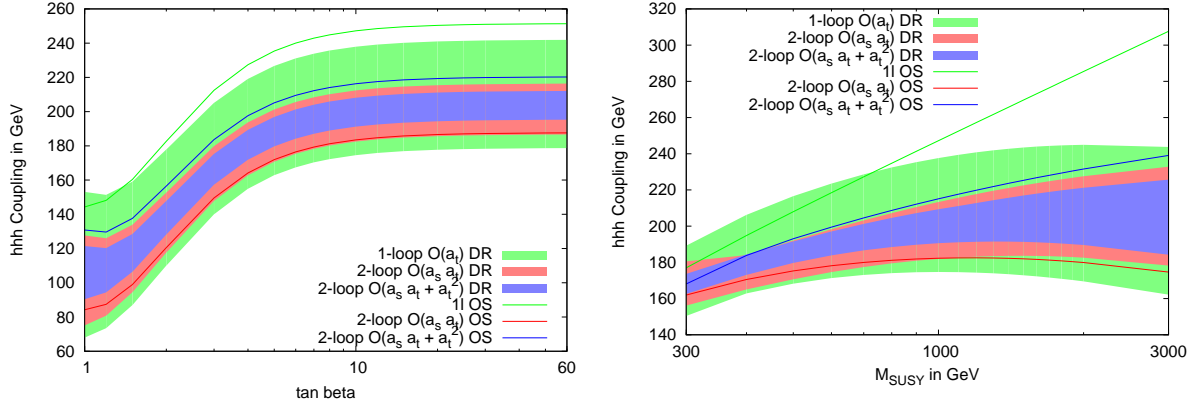 260
240
220
200
180
160
140
120
100
80
60
hhh Coupling in GeV
1-loop O(a_t) DR
2-loop O(a_s a_t) DR
2-loop O(a_s a_t + a_t^2) DR
1l OS
2-loop O(a_s a_t) OS
2-loop O(a_s a_t + a_t^2) OS
1 10 60
tan beta
320
300
280
260
240
220
200
180
160
140
hhh Coupling in GeV
1-loop O(a_t) DR
2-loop O(a_s a_t) DR
2-loop O(a_s a_t + a_t^2) DR
1l OS
2-loop O(a_s a_t) OS
2-loop O(a_s a_t + a_t^2) OS
300 1000 3000
M_SUSY in GeV